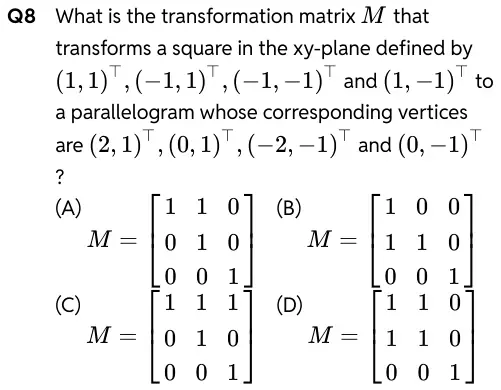 Q8 What is the transformation matrix M that
transforms a square in the xy-plane defined by
(1, 1)⊤, (−1, 1)⊤, (−1, −1)⊤ and (1, −1)⊤ to
a parallelogram whose corresponding vertices
are (2, 1)⊤, (0, 1)⊤, (−2, −1)⊤ and (0, −1)⊤
?
(A) M = [1 1 0; 0 1 0; 0 0 1] (B) M = [1 0 0; 1 1 0; 0 0 1]
(C) M = [1 1 1; 0 1 0; 0 0 1] (D) M = [1 1 0; 1 1 0; 0 0 1]